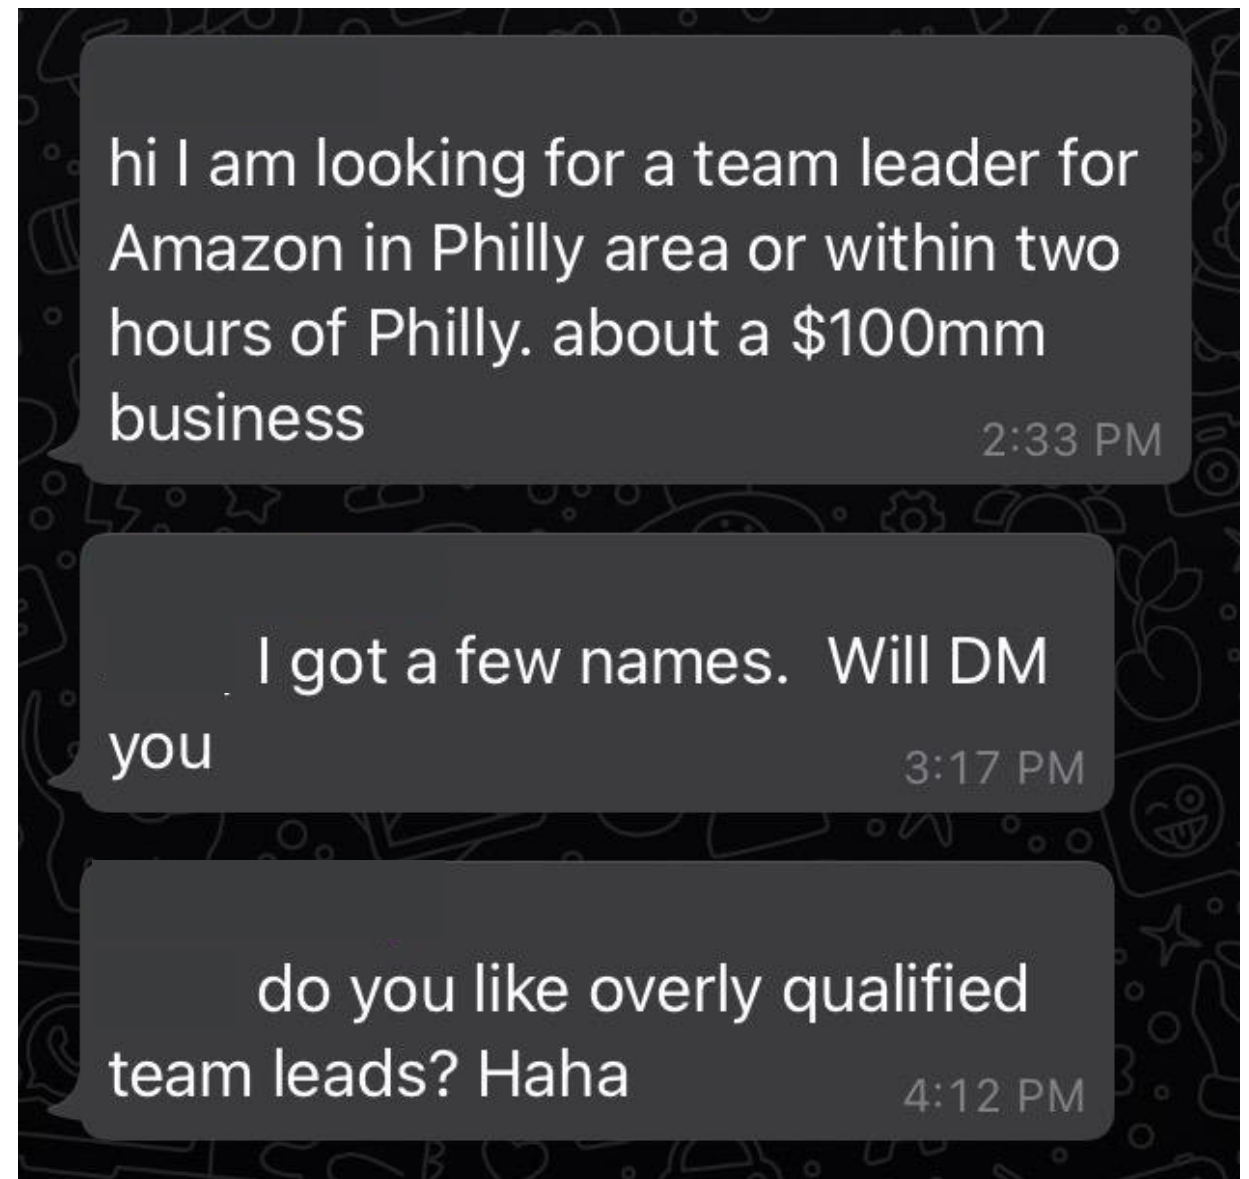 hi I am looking for a team leader for
Amazon in Philly area or within two
hours of Philly. about a $100mm
business
2:33 PM
I got a few names.  Will DM
you
3:17 PM
do you like overly qualified
team leads? Haha
4:12 PM